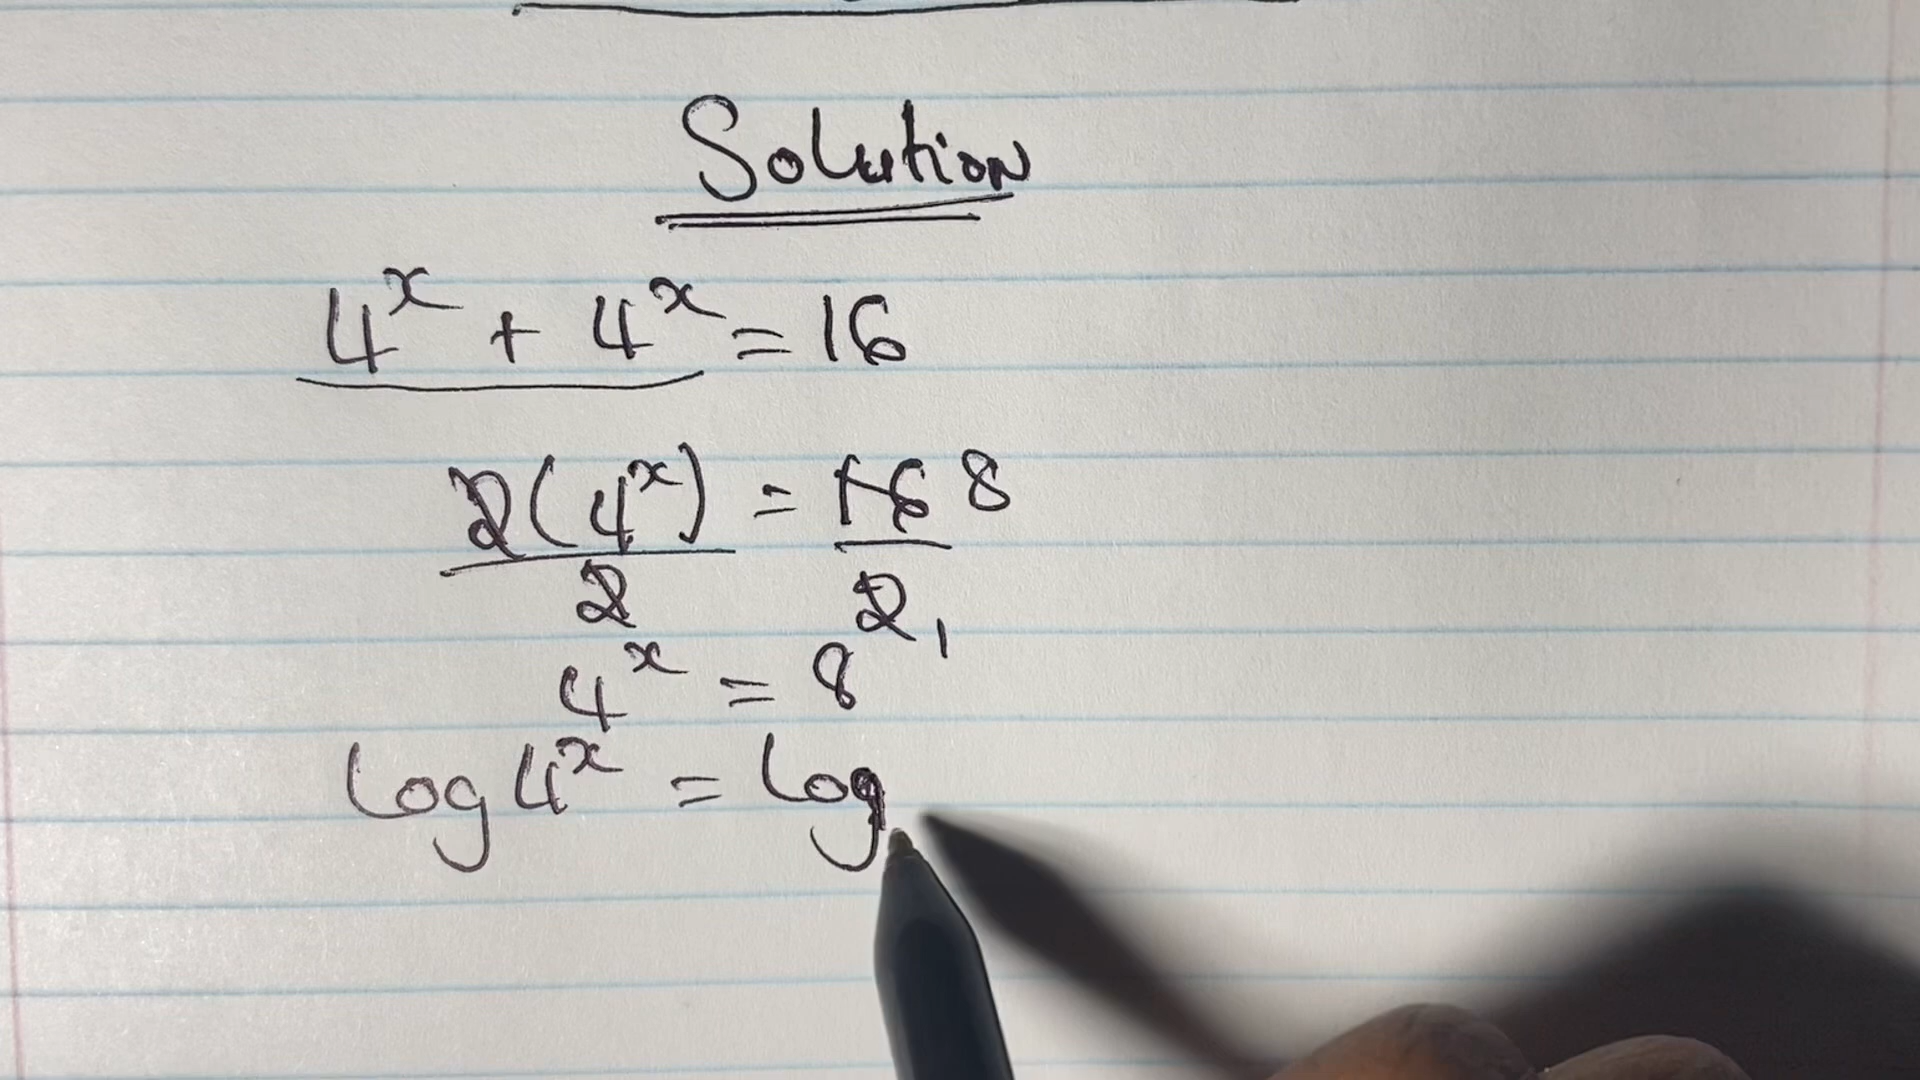 Solution
4^x + 4^x = 16
2(4^x)/2 = 16/2 8 1
4^x = 8
log 4^x = log